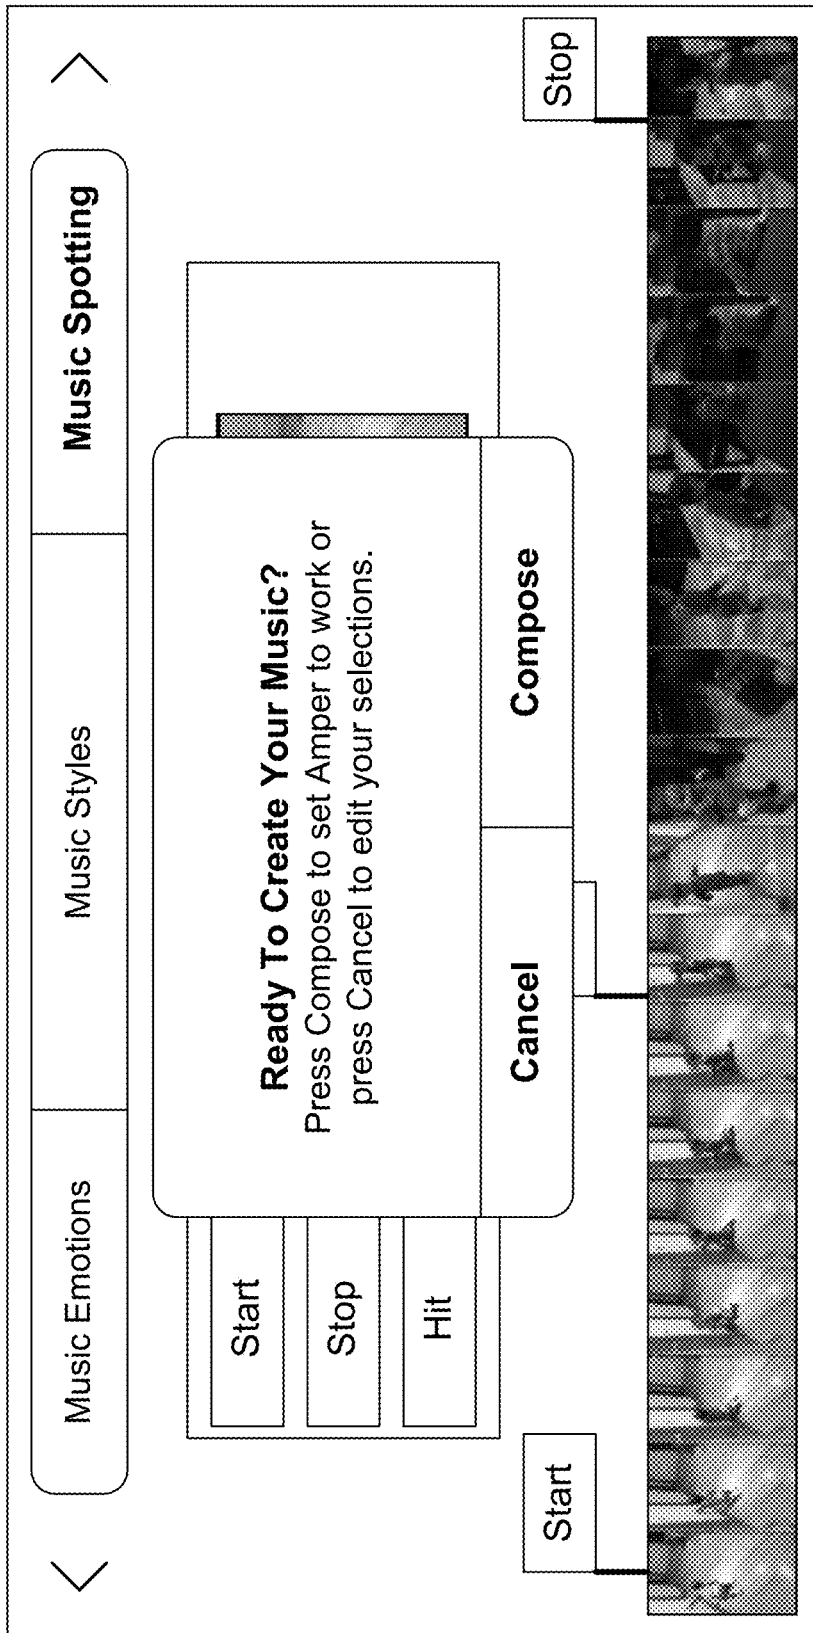 Music Emotions
Music Styles
Music Spotting
Start
Stop
Hit
Ready To Create Your Music?
Press Compose to set Amper to work or
press Cancel to edit your selections.
Cancel
Compose
Start
Stop